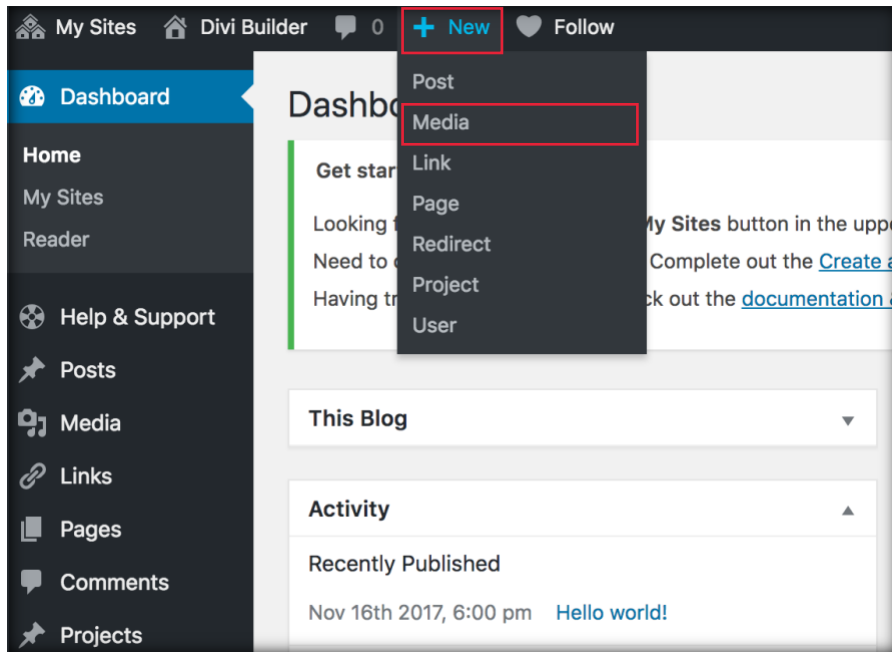 My Sites Divi Builder 0 + New Follow
Dashboard
Home
My Sites
Reader
Help & Support
Posts
Media
Links
Pages
Comments
Projects
Post
Media
Link
Page
Redirect
Project
User
Get star
Looking My Sites button in the uppe
Need to Complete out the Create a
Having tr ck out the documentation &
This Blog
Activity
Recently Published
Nov 16th 2017, 6:00 pm Hello world!